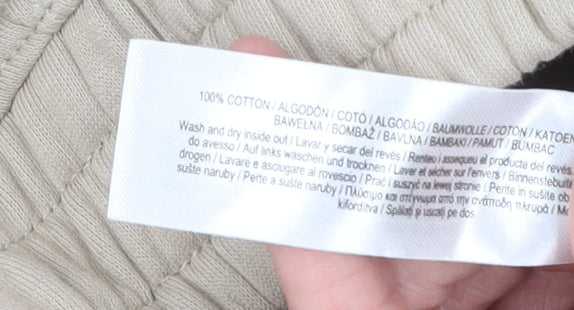 100% COTTON / ALGODÓN / COTÓ / ALGODÃO / BAUMWOLLE / COTON / KATOEN
BAWEŁNA / BOMBAŽ / BAVLNA / BAMBAKI / PAMUT / BUMBAC
Wash and dry inside out / Lavar y secar del revés / Renteu i assequeu el producte del revés
do avesso / Auf links waschen und trocknen / Laver et sécher sur l'envers / Binnenstebuite
drogen / Lavare e asciugare al rovescio / Prać i suszyć na lewej stronie / Perite in sušite ob
sušte naruby / Perte a sušte naruby / Πλύσιμο και στέγνωμα από την ανάποδη πλευρά / Mo
kifordítva / Spălați și uscați pe dos